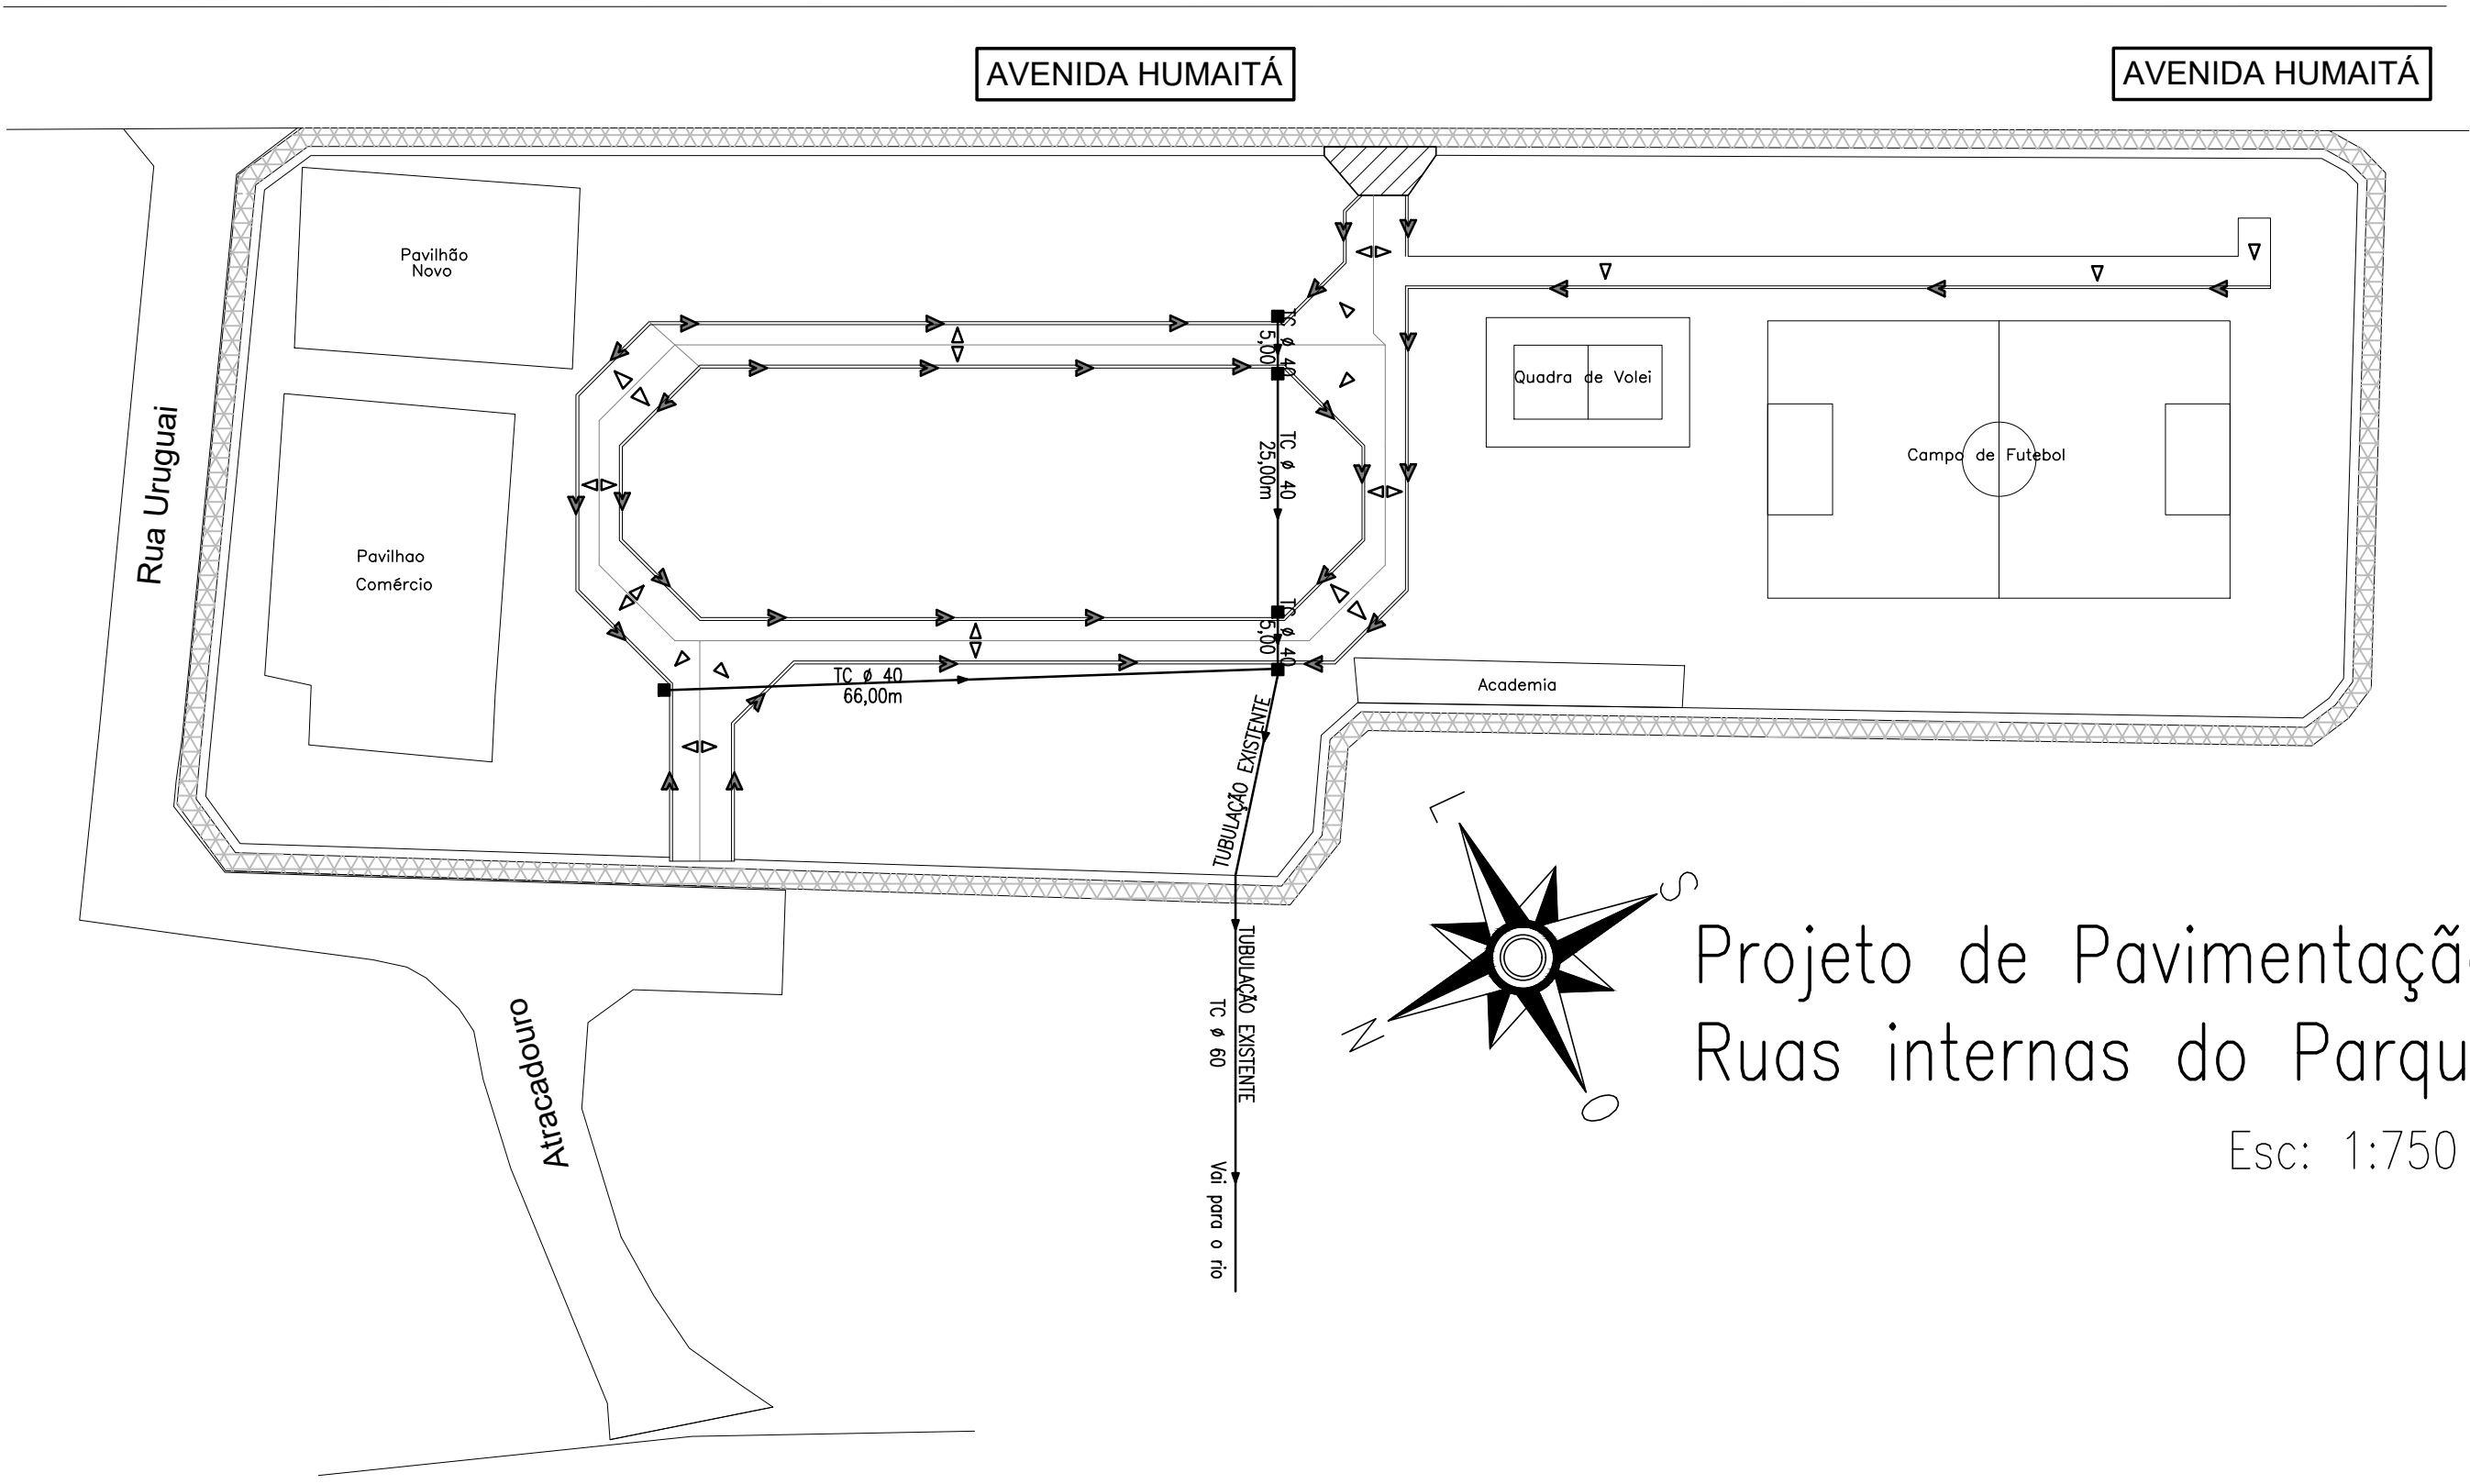 AVENIDA HUMAITÁ
AVENIDA HUMAITÁ
Pavilhão
Novo
Rua Uruguai
Pavilhao
Comércio
TC ø 40
5,00
TC ø 40
25,00m
TC ø 40
5,00
TC ø 40
66,00m
Quadra de Volei
Campo de Futebol
Academia
TUBULAÇÃO EXISTENTE
TUBULAÇÃO EXISTENTE
TC ø 60
Vai para o rio
Atracadouro
L
S
N
O
Projeto de Pavimentaçã
Ruas internas do Parqu
Esc: 1:750